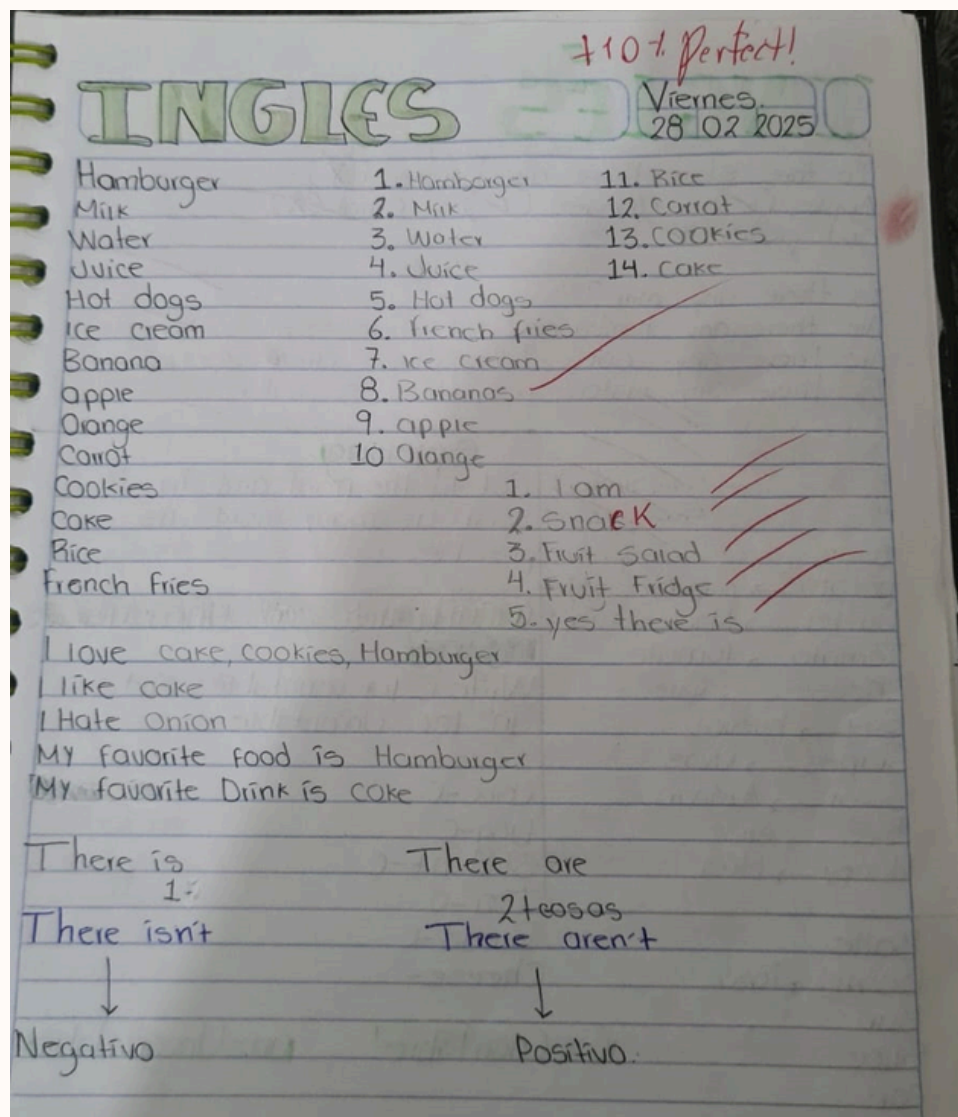 +10% Perfect!
INGLES
Viernes.
28 02 2025
Hamburger 1. Hamburger 11. Rice
Milk 2. Milk 12. Carrot
Water 3. Water 13. COOKies
Juice 4. Juice 14. Cake
Hot dogs 5. Hot dogs
Ice cream 6. French fries
Banana 7. Ice cream
apple 8. Bananas
Orange 9. apple
Carrot 10 Orange
Cookies 1. I am
Cake 2. SnacK
Rice 3. Fruit Salad
French fries 4. Fruit Fridge
5. yes there is
I love cake, cookies, Hamburger
I like cake
I Hate Onion
My favorite food is Hamburger
My favorite Drink is coke
There is There are
1 2+cosas
There isn't There aren't
Negativo Positivo.